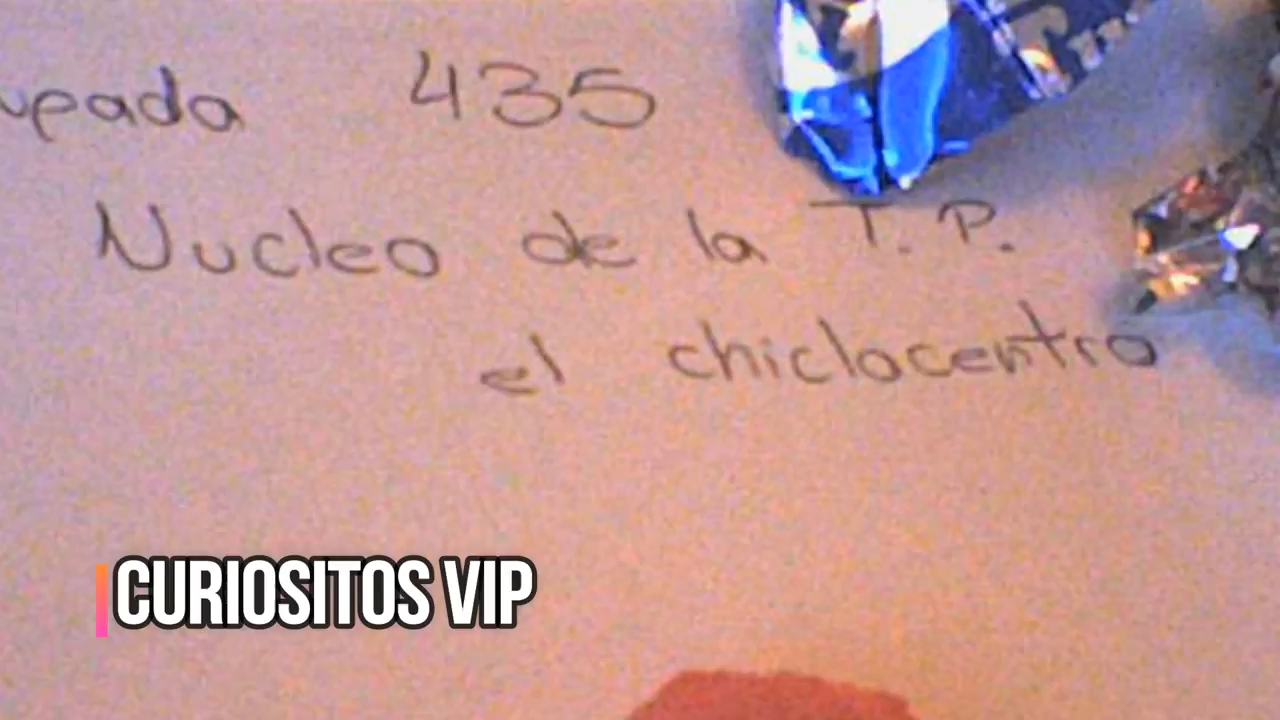 upada 435
Nucleo de la T.P.
el chiclocentro
CURIOSITOS VIP